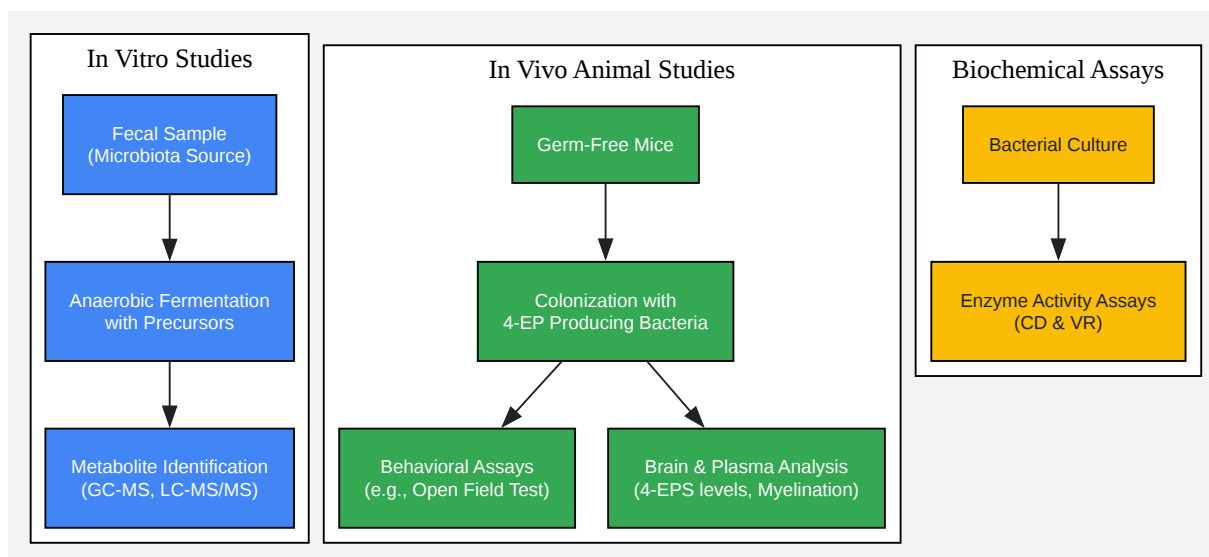 In Vitro Studies
Fecal Sample
(Microbiota Source)
Anaerobic Fermentation
with Precursors
Metabolite Identification
(GC-MS, LC-MS/MS)
In Vivo Animal Studies
Germ-Free Mice
Colonization with
4-EP Producing Bacteria
Behavioral Assays
(e.g., Open Field Test)
Brain & Plasma Analysis
(4-EPS levels, Myelination)
Biochemical Assays
Bacterial Culture
Enzyme Activity Assays
(CD & VR)